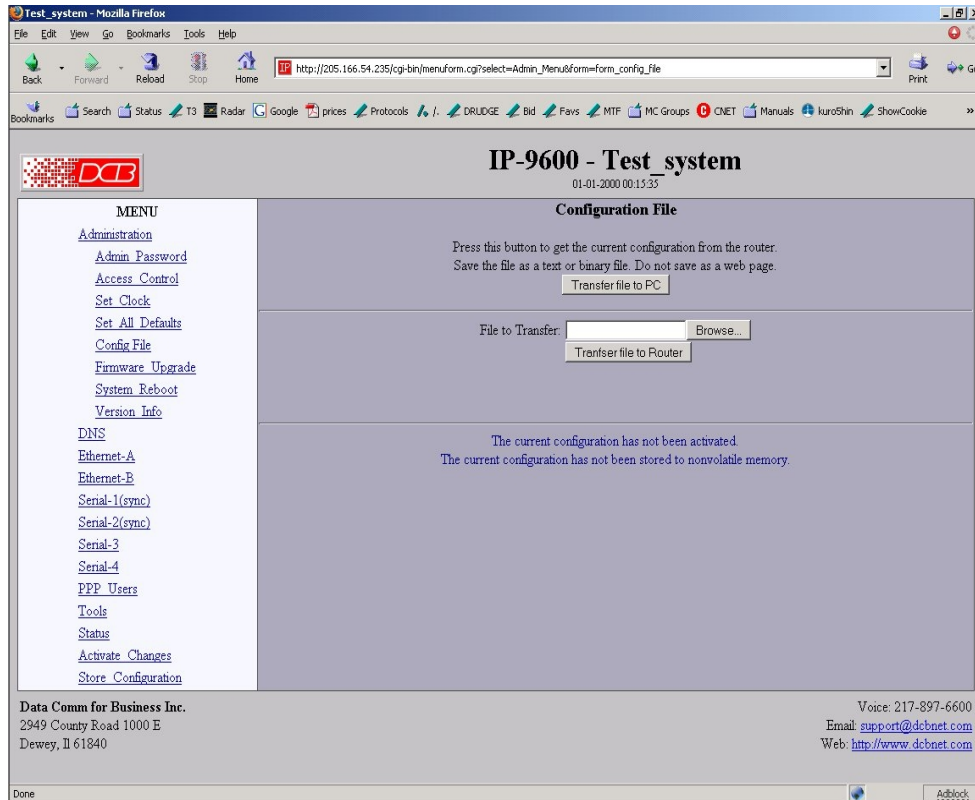 Test_system - Mozilla Firefox
File Edit View Go Bookmarks Tools Help
Back Forward Reload Stop Home http://205.166.54.235/cgi-bin/menuform.cgi?select=Admin_Menu&form=form_config_file Print
Bookmarks Search Status T3 Radar Google prices Protocols /. DRUDGE Bid Favs MTF MC Groups CNET Manuals kuro5hin ShowCookie »
DCB
IP-9600 - Test_system
01-01-2000 00:15:35
MENU
Administration
Admin Password
Access Control
Set Clock
Set All Defaults
Config File
Firmware Upgrade
System Reboot
Version Info
DNS
Ethernet-A
Ethernet-B
Serial-1(sync)
Serial-2(sync)
Serial-3
Serial-4
PPP Users
Tools
Status
Activate Changes
Store Configuration
Configuration File
Press this button to get the current configuration from the router.
Save the file as a text or binary file. Do not save as a web page.
Transfer file to PC
File to Transfer: Browse...
Tranfser file to Router
The current configuration has not been activated.
The current configuration has not been stored to nonvolatile memory.
Data Comm for Business Inc.
2949 County Road 1000 E
Dewey, Il 61840
Voice: 217-897-6600
Email: support@dcbnet.com
Web: http://www.dcbnet.com
Done Adblock